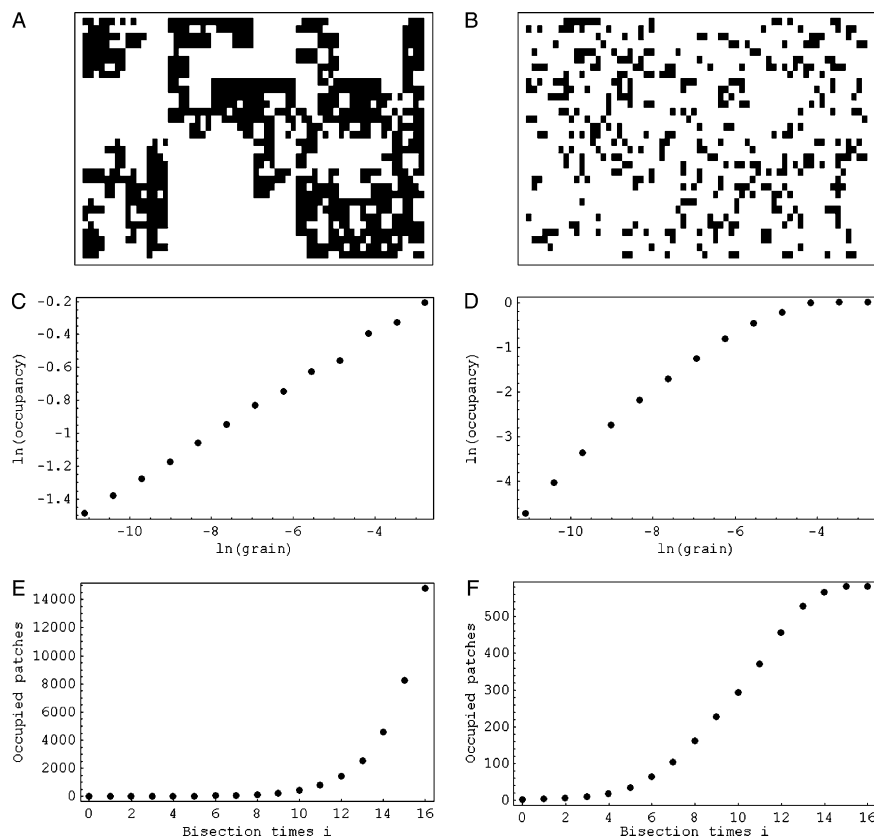 A
B
C
-0.2
-0.4
-0.6
-0.8
-1
-1.2
-1.4
ln(occupancy)
-10
-8
-6
-4
ln(grain)
D
0
-1
-2
-3
-4
ln(occupancy)
-10
-8
-6
-4
ln(grain)
E
14000
12000
10000
8000
6000
4000
2000
0
Occupied patches
0 2 4 6 8 10 12 14 16
Bisection times i
F
500
400
300
200
100
0
Occupied patches
0 2 4 6 8 10 12 14 16
Bisection times i